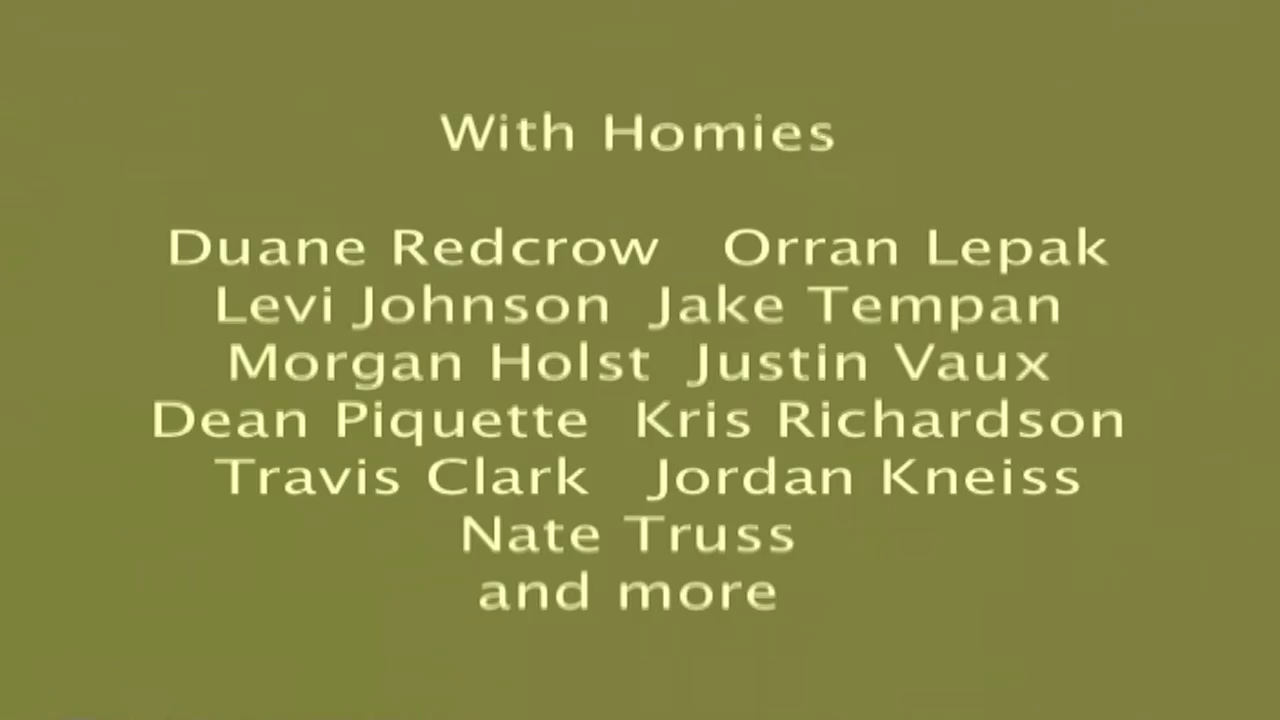 With Homies
Duane Redcrow Orran Lepak
Levi Johnson Jake Tempan
Morgan Holst Justin Vaux
Dean Piquette Kris Richardson
Travis Clark Jordan Kneiss
Nate Truss
and more